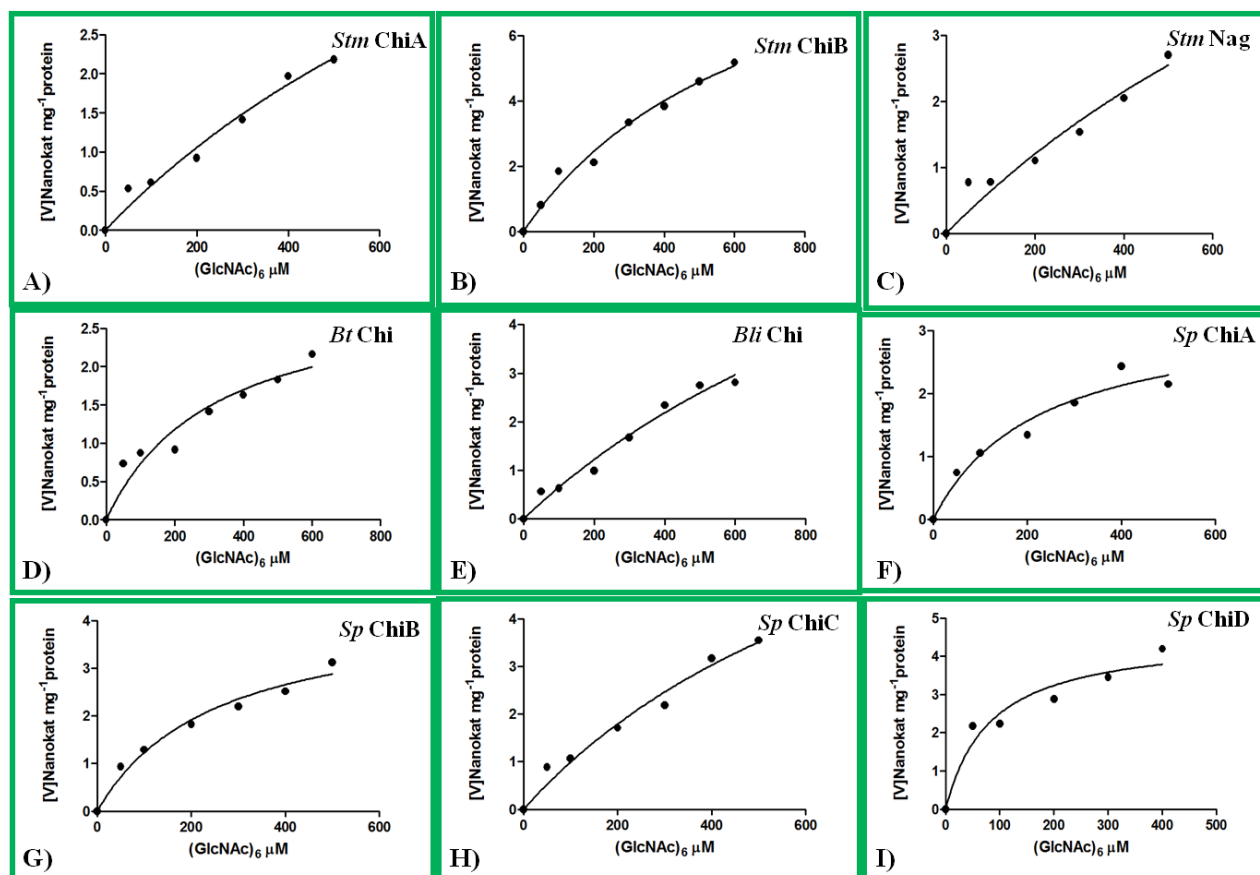 Stm ChiA
2.5
2.0
1.5
1.0
0.5
0.0
0 200 400 600
[V]Nanokat mg⁻¹protein
(GlcNAc)₆ µM
A)
Stm ChiB
6
4
2
0
0 200 400 600 800
[V]Nanokat mg⁻¹protein
(GlcNAc)₆ µM
B)
Stm Nag
3
2
1
0
0 200 400 600
[V]Nanokat mg⁻¹protein
(GlcNAc)₆ µM
C)
Bt Chi
2.5
2.0
1.5
1.0
0.5
0.0
0 200 400 600 800
[V]Nanokat mg⁻¹protein
(GlcNAc)₆ µM
D)
Bli Chi
4
3
2
1
0
0 200 400 600 800
[V]Nanokat mg⁻¹protein
(GlcNAc)₆ µM
E)
Sp ChiA
3
2
1
0
0 200 400 600
[V]Nanokat mg⁻¹protein
(GlcNAc)₆ µM
F)
Sp ChiB
4
3
2
1
0
0 200 400 600
[V]Nanokat mg⁻¹protein
(GlcNAc)₆ µM
G)
Sp ChiC
4
3
2
1
0
0 200 400 600
[V]Nanokat mg⁻¹protein
(GlcNAc)₆ µM
H)
Sp ChiD
5
4
3
2
1
0
0 100 200 300 400 500
[V]Nanokat mg⁻¹protein
(GlcNAc)₆ µM
I)